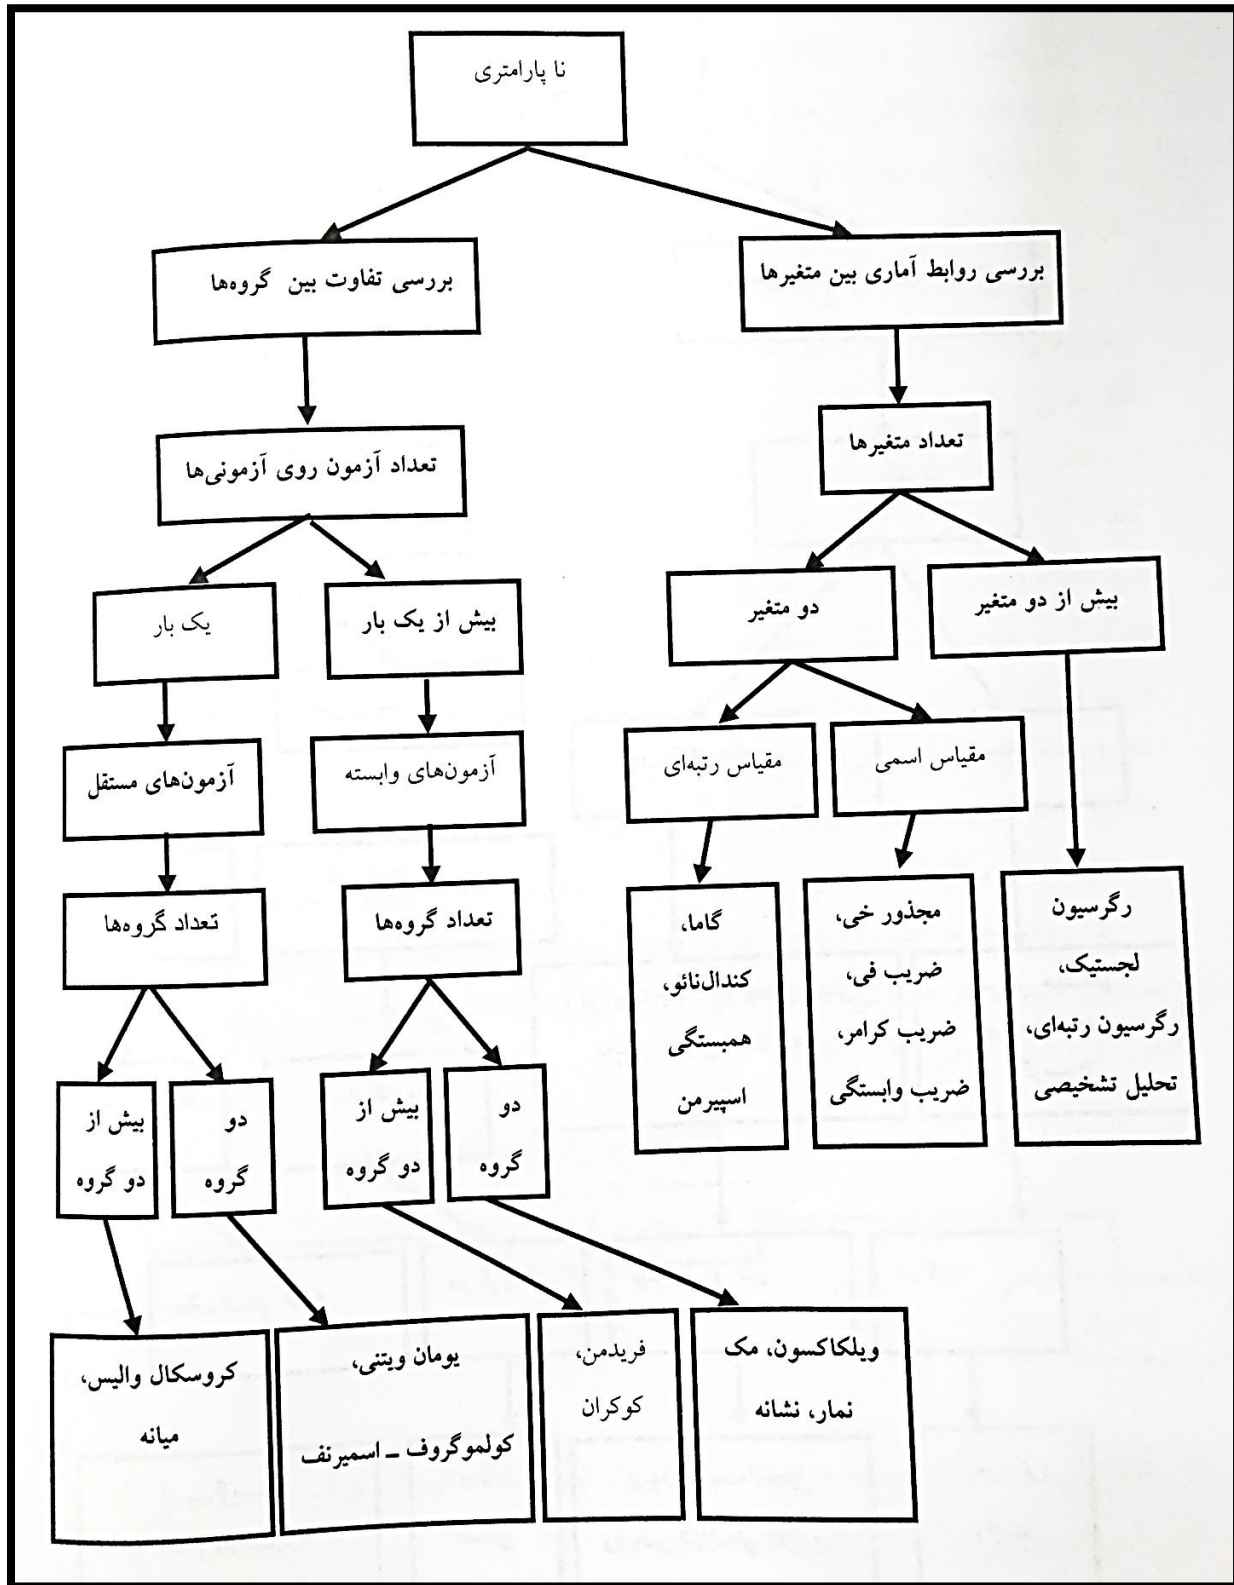 نا پارامتری
بررسی روابط آماری بین متغیرها
بررسی تفاوت بین گروه‌ها
تعداد متغیرها
تعداد آزمون روی آزمونی‌ها
بیش از دو متغیر
دو متغیر
بیش از یک بار
یک بار
مقیاس اسمی
مقیاس رتبه‌ای
آزمون‌های وابسته
آزمون‌های مستقل
رگرسیون
لجستیک،
رگرسیون رتبه‌ای،
تحلیل تشخیصی
مجذور خی،
ضریب فی،
ضریب کرامر،
ضریب وابستگی
گاما،
کندال‌نائو،
همبستگی
اسپیرمن
تعداد گروه‌ها
تعداد گروه‌ها
دو
گروه
بیش از
دو گروه
دو
گروه
بیش از
دو گروه
ویلکاکسون، مک
نمار، نشانه
فریدمن،
کوکران
یومان ویتنی،
کولموگروف ـ اسمیرنف
کروسکال والیس،
میانه